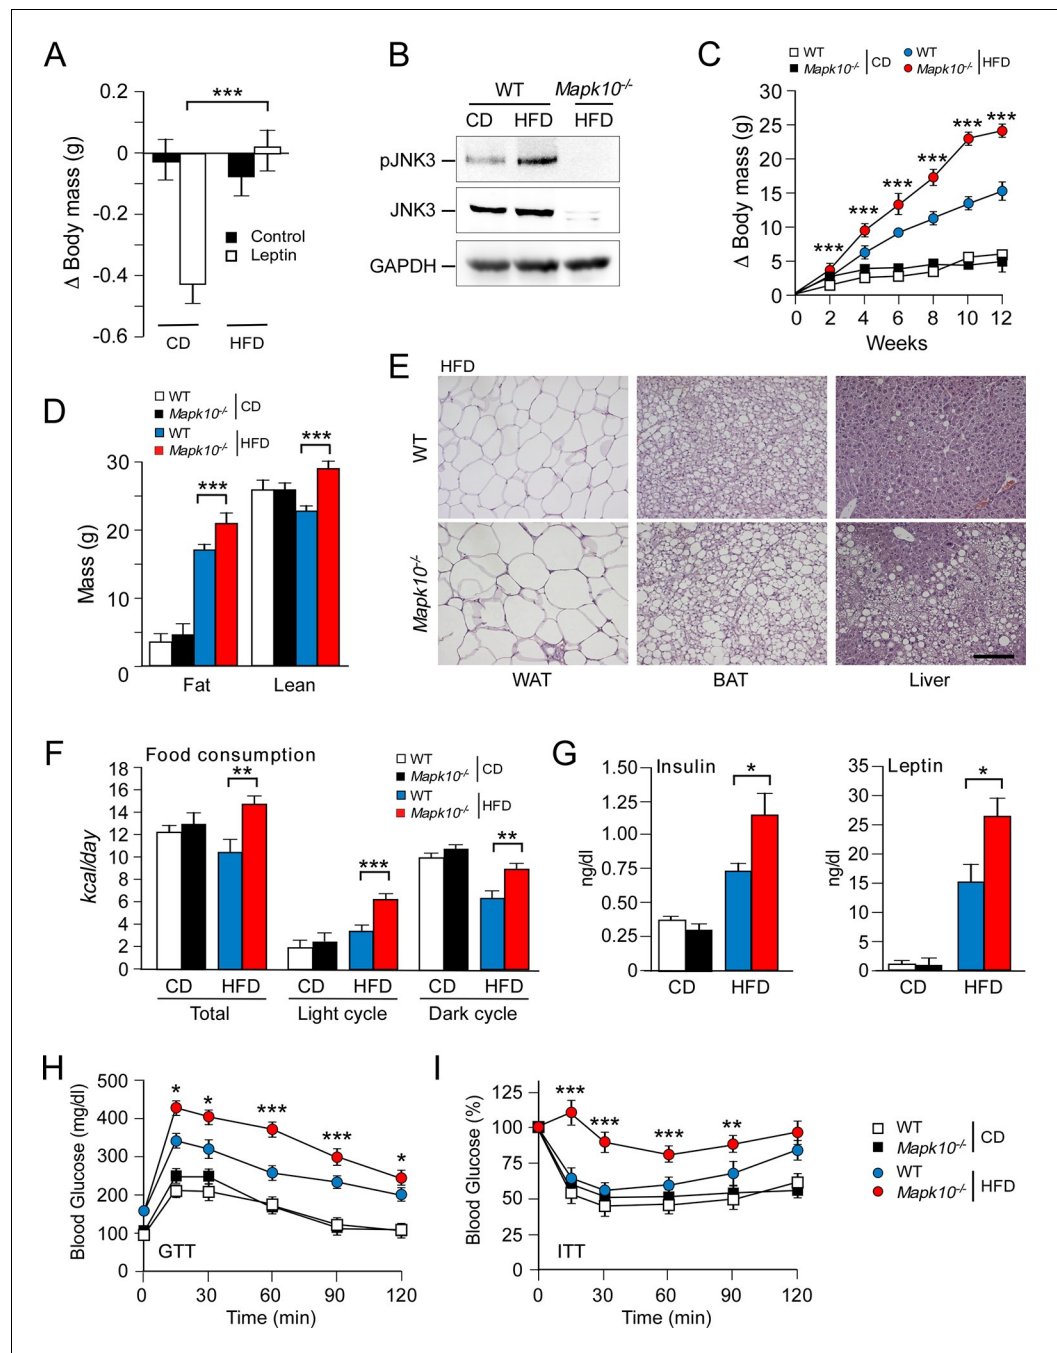 A
0.2
0
-0.2
-0.4
-0.6
Δ Body mass (g)
***
Control
Leptin
CD
HFD
B
WT
Mapk10-/-
CD
HFD
HFD
pJNK3
JNK3
GAPDH
C
WT
Mapk10-/-
CD
WT
Mapk10-/-
HFD
30
25
20
15
10
5
0
Δ Body mass (g)
***
***
***
***
***
***
0
2
4
6
8
10
12
Weeks
D
WT
Mapk10-/-
CD
WT
Mapk10-/-
HFD
30
20
10
0
Mass (g)
***
***
Fat
Lean
E
HFD
WT
Mapk10-/-
WAT
BAT
Liver
F
Food consumption
18
16
14
12
10
8
6
4
2
0
kcal/day
**
***
**
WT
Mapk10-/-
CD
WT
Mapk10-/-
HFD
CD
HFD
CD
HFD
CD
HFD
Total
Light cycle
Dark cycle
G
Insulin
1.50
1.25
1.00
0.75
0.50
0.25
0
ng/dl
*
CD
HFD
Leptin
35
30
25
20
15
10
5
0
ng/dl
*
CD
HFD
H
500
400
300
200
100
0
Blood Glucose (mg/dl)
*
*
***
***
*
GTT
0
30
60
90
120
Time (min)
I
125
100
75
50
25
0
Blood Glucose (%)
***
***
***
**
ITT
0
30
60
90
120
Time (min)
WT
Mapk10-/-
CD
WT
Mapk10-/-
HFD